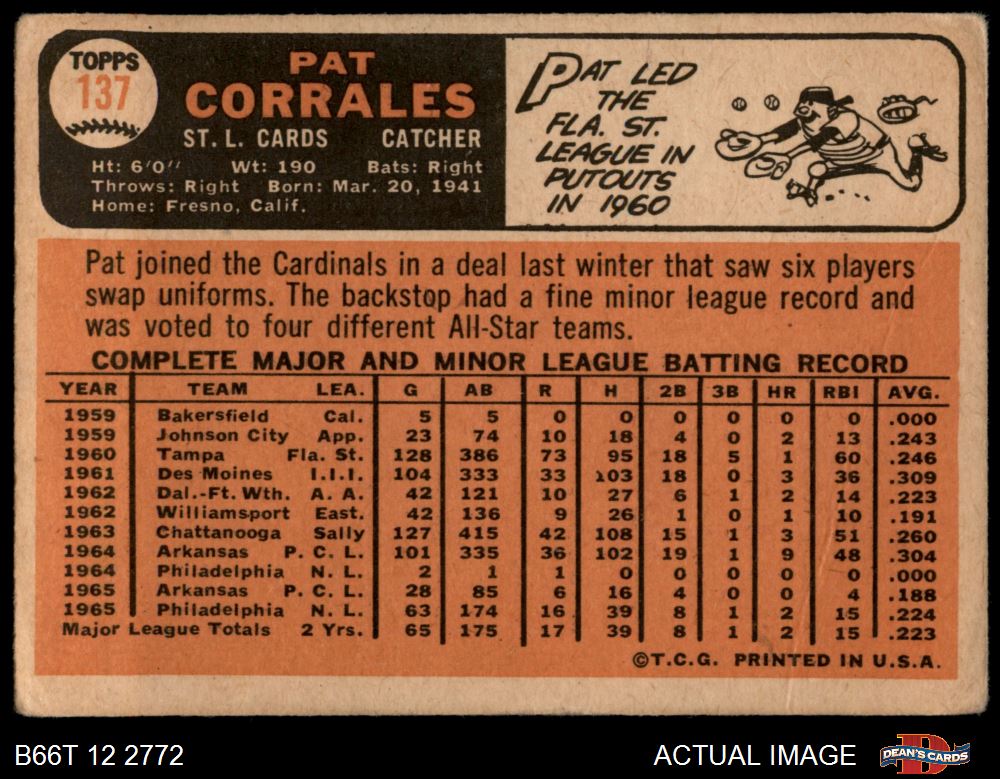 TOPPS
137
PAT
CORRALES
ST. L. CARDS CATCHER
Ht: 6'0" Wt: 190 Bats: Right
Throws: Right Born: Mar. 20, 1941
Home: Fresno, Calif.
PAT LED
THE
FLA. ST.
LEAGUE IN
PUTOUTS
IN 1960
Pat joined the Cardinals in a deal last winter that saw six players
swap uniforms. The backstop had a fine minor league record and
was voted to four different All-Star teams.
COMPLETE MAJOR AND MINOR LEAGUE BATTING RECORD
YEAR TEAM LEA. G AB R H 2B 3B HR RBI AVG.
1959 Bakersfield Cal. 5 5 0 0 0 0 0 0 .000
1959 Johnson City App. 23 74 10 18 4 0 2 13 .243
1960 Tampa Fla. St. 128 386 73 95 18 5 1 60 .246
1961 Des Moines I.I.I. 104 333 33 103 18 0 3 36 .309
1962 Dal.-Ft. Wth. A. A. 42 121 10 27 6 1 2 14 .223
1962 Williamsport East. 42 136 9 26 1 0 1 10 .191
1963 Chattanooga Sally 127 415 42 108 15 1 3 51 .260
1964 Arkansas P. C. L. 101 335 36 102 19 1 9 48 .304
1964 Philadelphia N. L. 2 1 1 0 0 0 0 0 .000
1965 Arkansas P. C. L. 28 85 6 16 4 0 0 4 .188
1965 Philadelphia N. L. 63 174 16 39 8 1 2 15 .224
Major League Totals 2 Yrs. 65 175 17 39 8 1 2 15 .223
©T.C.G. PRINTED IN U.S.A.
B66T 12 2772 ACTUAL IMAGE DEAN'S CARDS